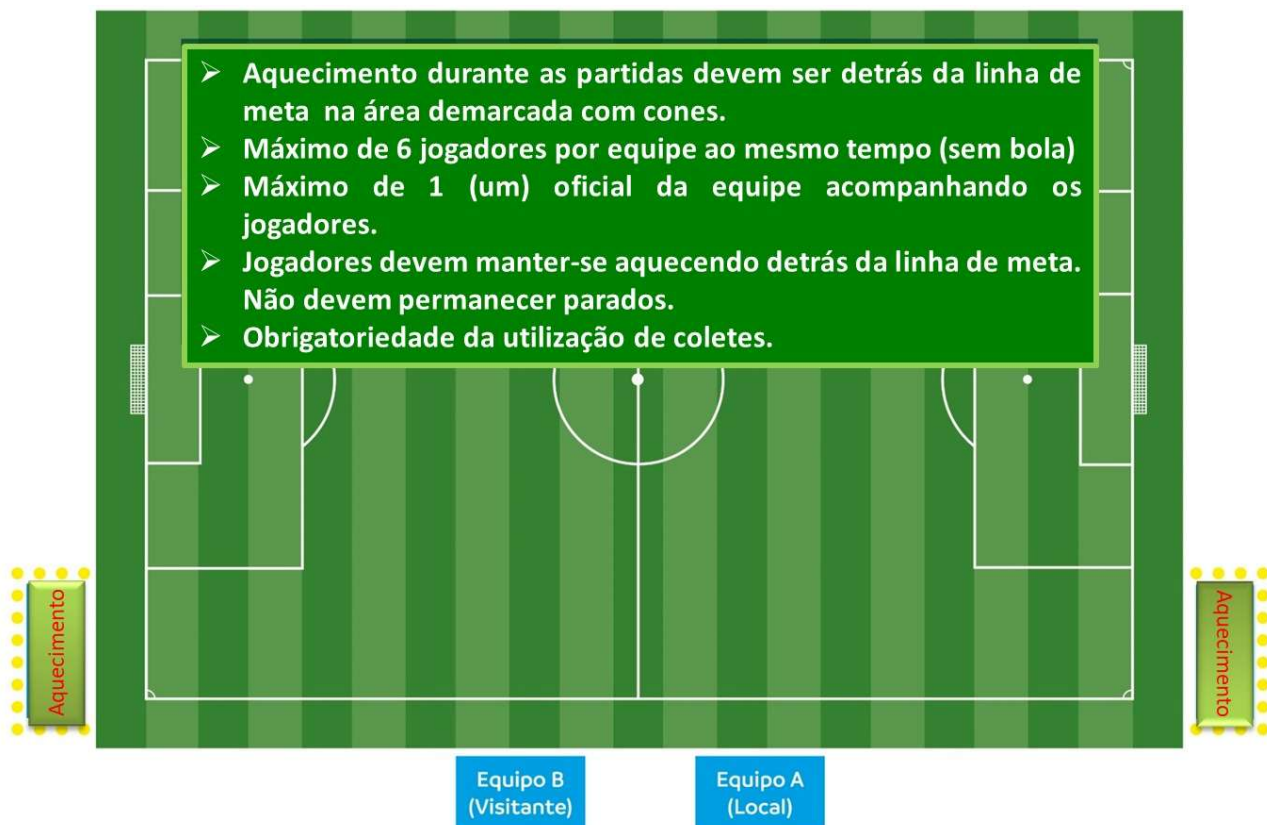 ➢ Aquecimento durante as partidas devem ser detrás da linha de
meta na área demarcada com cones.
➢ Máximo de 6 jogadores por equipe ao mesmo tempo (sem bola)
➢ Máximo de 1 (um) oficial da equipe acompanhando os
jogadores.
➢ Jogadores devem manter-se aquecendo detrás da linha de meta.
Não devem permanecer parados.
➢ Obrigatoriedade da utilização de coletes.
Aquecimento
Aquecimento
Equipo B
(Visitante)
Equipo A
(Local)